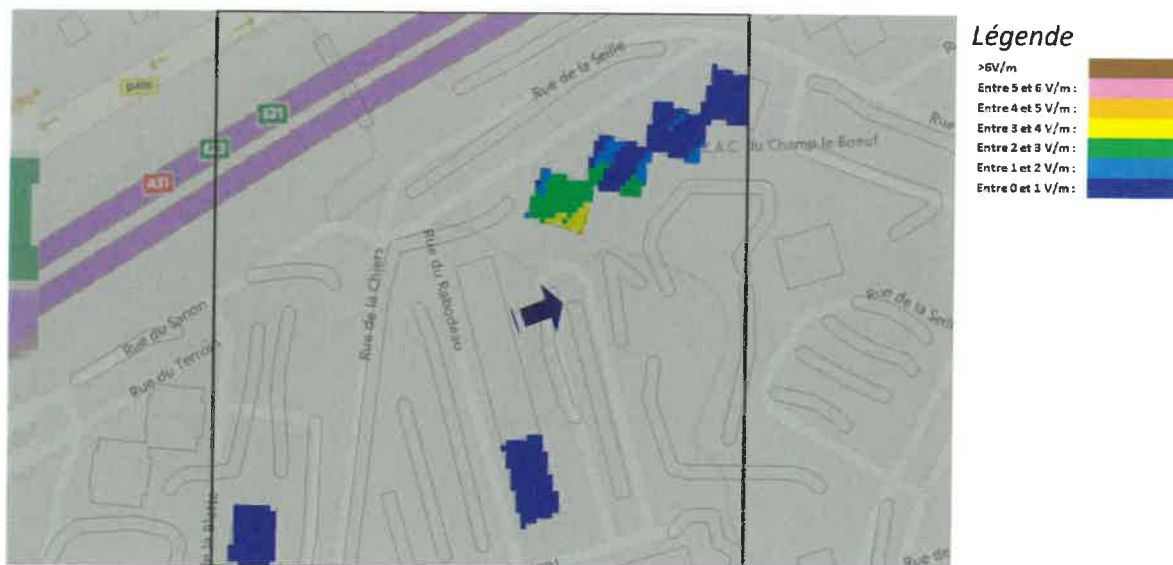 Légende
>6V/m
Entre 5 et 6 V/m :
Entre 4 et 5 V/m :
Entre 3 et 4 V/m :
Entre 2 et 3 V/m :
Entre 1 et 2 V/m :
Entre 0 et 1 V/m :
Rue de la Seille
E21
A31
Z.A.C. du Champ le Boeuf
Rue de la Chiers
Rue du Rabodeau
Rue du Sanon
Rue du Terrouin
Rue de la Seille
Rue de